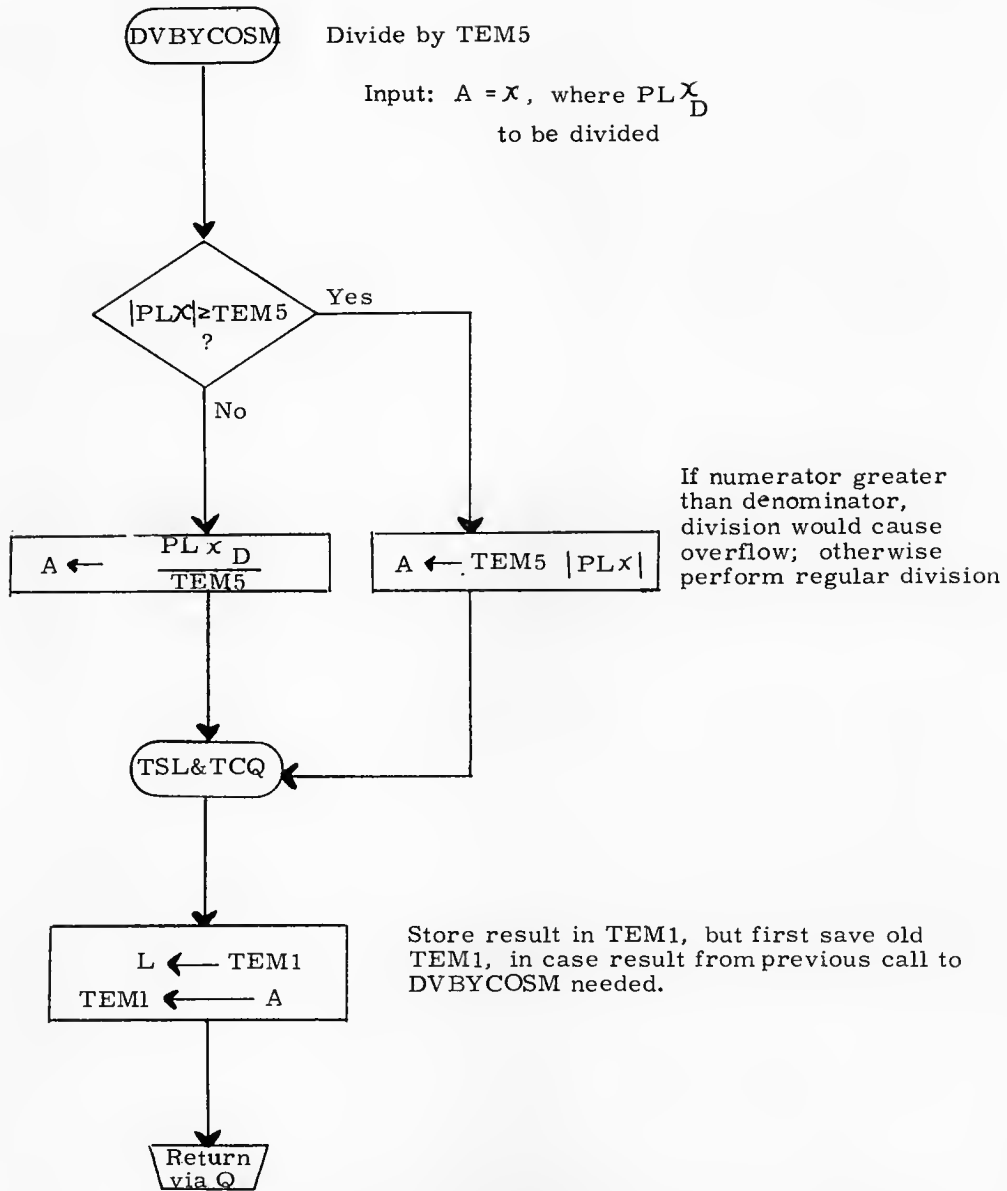 DVBYCOSM
Divide by TEM5
Input: A = x, where PLx D
to be divided
|PLx|≥TEM5
?
Yes
No
If numerator greater
than denominator,
division would cause
overflow; otherwise
perform regular division
A ← PL x D
TEM5
A ← TEM5 |PLx|
TSL&TCQ
L ← TEM1
TEM1 ← A
Store result in TEM1, but first save old
TEM1, in case result from previous call to
DVBYCOSM needed.
Return
via Q